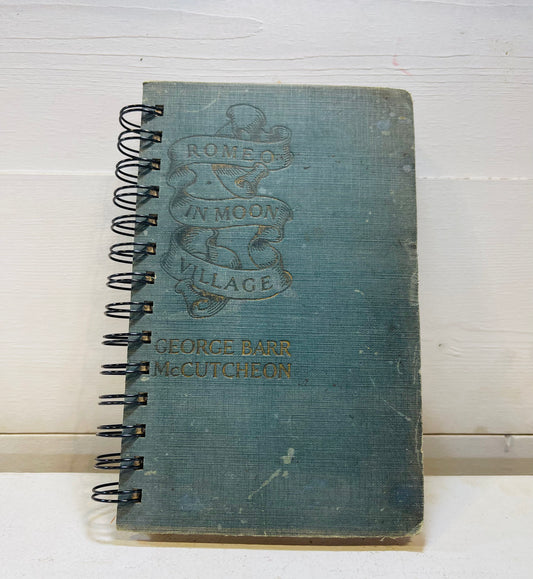 ROMEO
IN MOON
VILLAGE
GEORGE BARR
McCUTCHEON